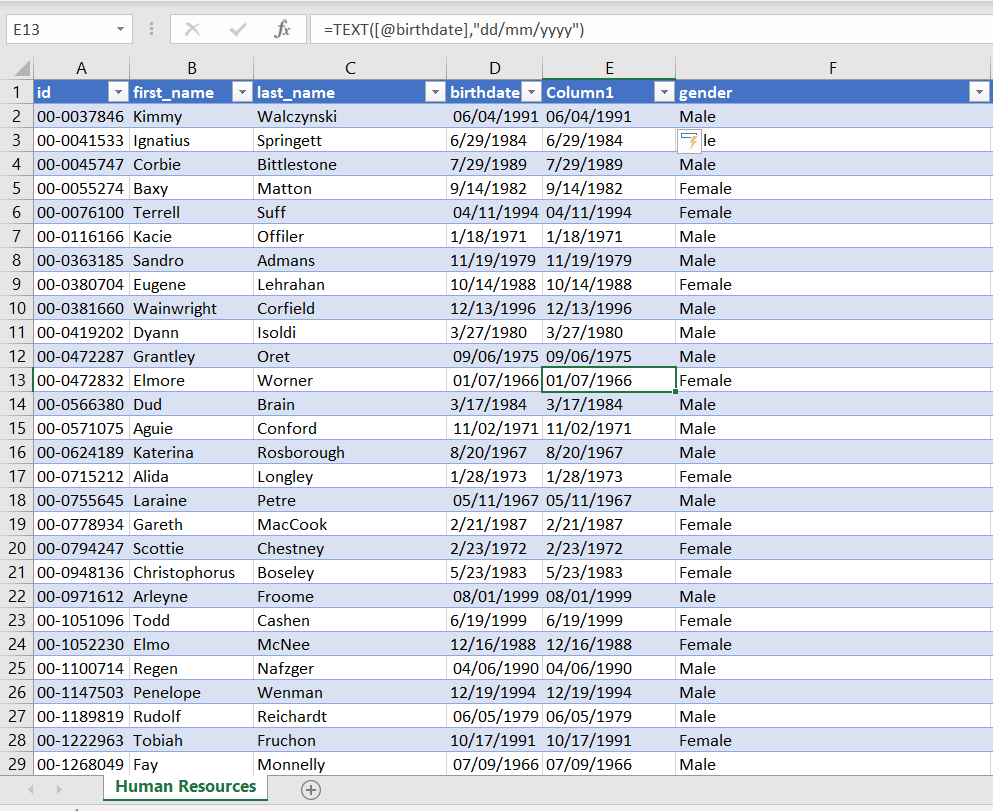 E13 fx =TEXT([@birthdate],"dd/mm/yyyy")
A B C D E F
1 id first_name last_name birthdate Column1 gender
2 00-0037846 Kimmy Walczynski 06/04/1991 06/04/1991 Male
3 00-0041533 Ignatius Springett 6/29/1984 6/29/1984 le
4 00-0045747 Corbie Bittlestone 7/29/1989 7/29/1989 Male
5 00-0055274 Baxy Matton 9/14/1982 9/14/1982 Female
6 00-0076100 Terrell Suff 04/11/1994 04/11/1994 Female
7 00-0116166 Kacie Offiler 1/18/1971 1/18/1971 Male
8 00-0363185 Sandro Admans 11/19/1979 11/19/1979 Male
9 00-0380704 Eugene Lehrahan 10/14/1988 10/14/1988 Female
10 00-0381660 Wainwright Corfield 12/13/1996 12/13/1996 Male
11 00-0419202 Dyann Isoldi 3/27/1980 3/27/1980 Male
12 00-0472287 Grantley Oret 09/06/1975 09/06/1975 Male
13 00-0472832 Elmore Worner 01/07/1966 01/07/1966 Female
14 00-0566380 Dud Brain 3/17/1984 3/17/1984 Male
15 00-0571075 Aguie Conford 11/02/1971 11/02/1971 Male
16 00-0624189 Katerina Rosborough 8/20/1967 8/20/1967 Male
17 00-0715212 Alida Longley 1/28/1973 1/28/1973 Female
18 00-0755645 Laraine Petre 05/11/1967 05/11/1967 Male
19 00-0778934 Gareth MacCook 2/21/1987 2/21/1987 Female
20 00-0794247 Scottie Chestney 2/23/1972 2/23/1972 Female
21 00-0948136 Christophorus Boseley 5/23/1983 5/23/1983 Female
22 00-0971612 Arleyne Froome 08/01/1999 08/01/1999 Male
23 00-1051096 Todd Cashen 6/19/1999 6/19/1999 Female
24 00-1052230 Elmo McNee 12/16/1988 12/16/1988 Female
25 00-1100714 Regen Nafzger 04/06/1990 04/06/1990 Male
26 00-1147503 Penelope Wenman 12/19/1994 12/19/1994 Male
27 00-1189819 Rudolf Reichardt 06/05/1979 06/05/1979 Male
28 00-1222963 Tobiah Fruchon 10/17/1991 10/17/1991 Female
29 00-1268049 Fay Monnelly 07/09/1966 07/09/1966 Male
Human Resources